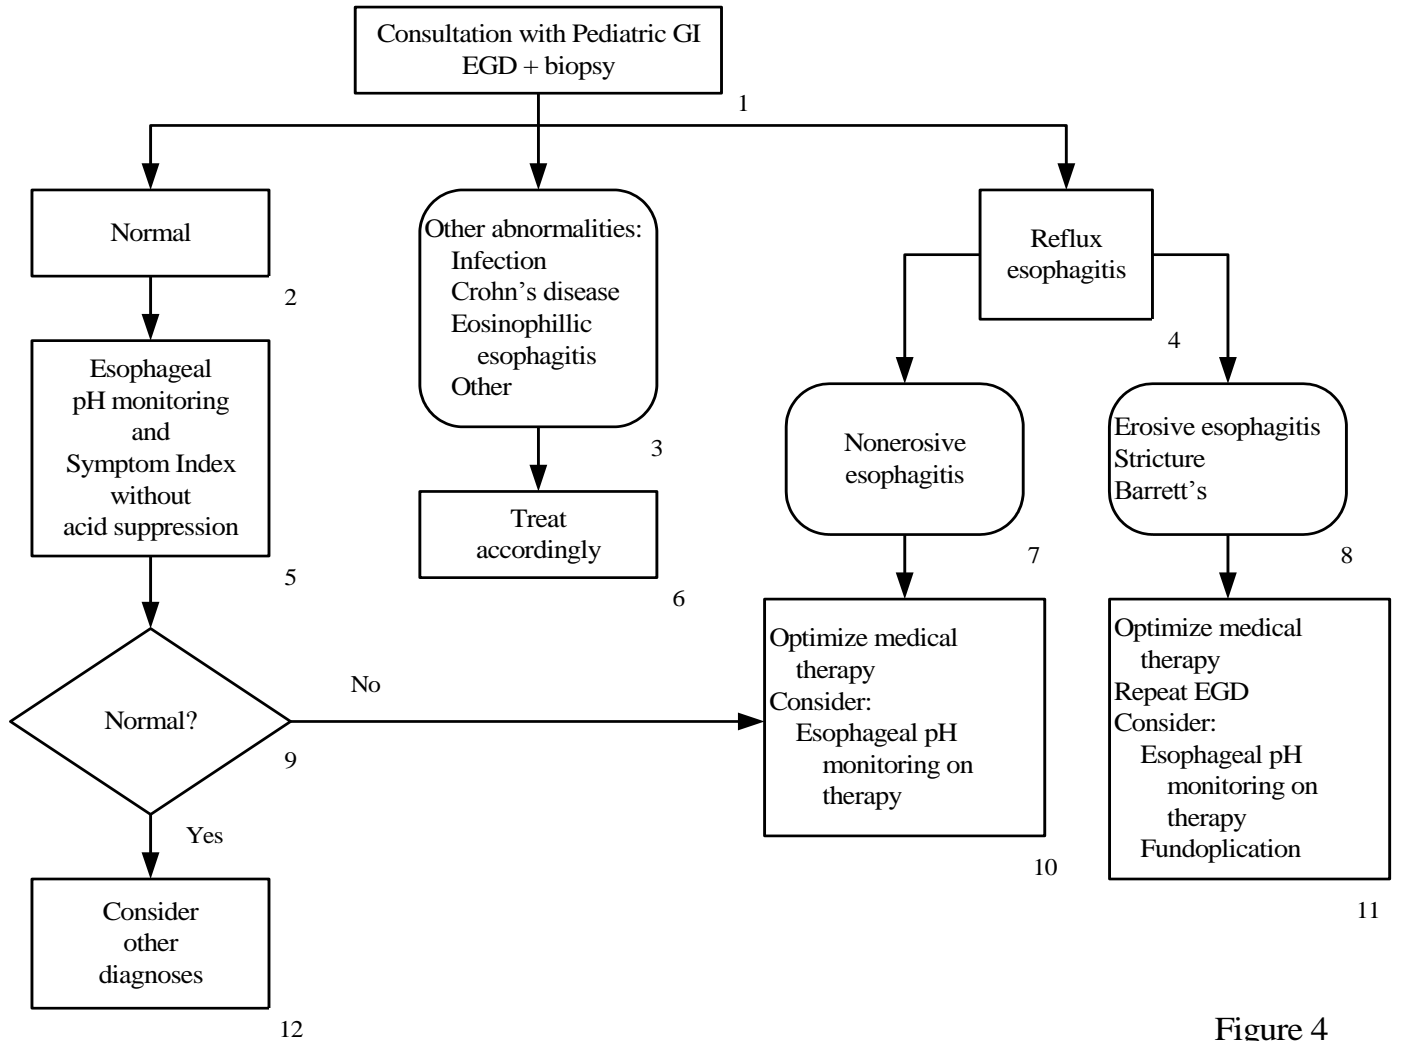 Consultation with Pediatric GI
EGD + biopsy
1
Normal
2
Other abnormalities:
Infection
Crohn’s disease
Eosinophillic
esophagitis
Other
3
Reflux
esophagitis
4
Esophageal
pH monitoring
and
Symptom Index
without
acid suppression
5
Treat
accordingly
6
Nonerosive
esophagitis
7
Erosive esophagitis
Stricture
Barrett’s
8
Normal?
9
No
Yes
Optimize medical
therapy
Consider:
Esophageal pH
monitoring on
therapy
10
Optimize medical
therapy
Repeat EGD
Consider:
Esophageal pH
monitoring on
therapy
Fundoplication
11
Consider
other
diagnoses
12
Figure 4